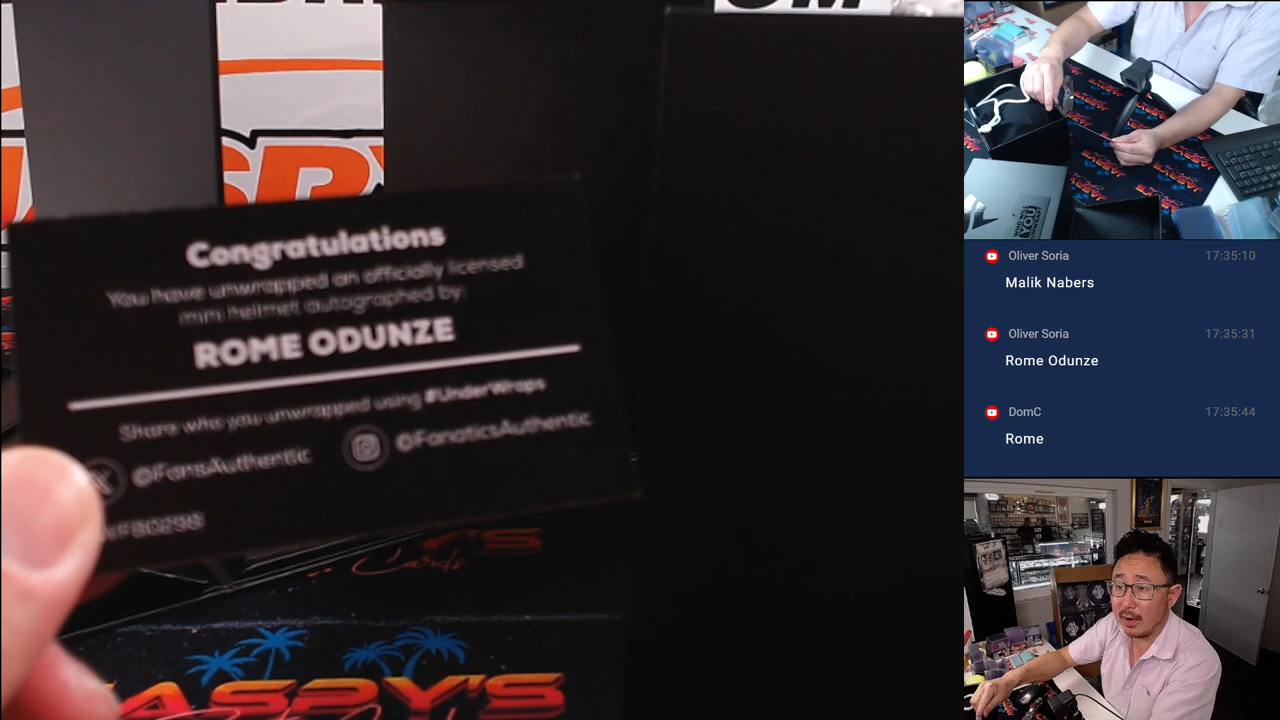 Congratulations
You have unwrapped an officially licensed
mini helmet autographed by:
ROME ODUNZE
Share who you unwrapped using #UnderWraps
@FansAuthentic @FanaticsAuthentic
Cards
Oliver Soria 17:35:10
Malik Nabers
Oliver Soria 17:35:31
Rome Odunze
DomC 17:35:44
Rome